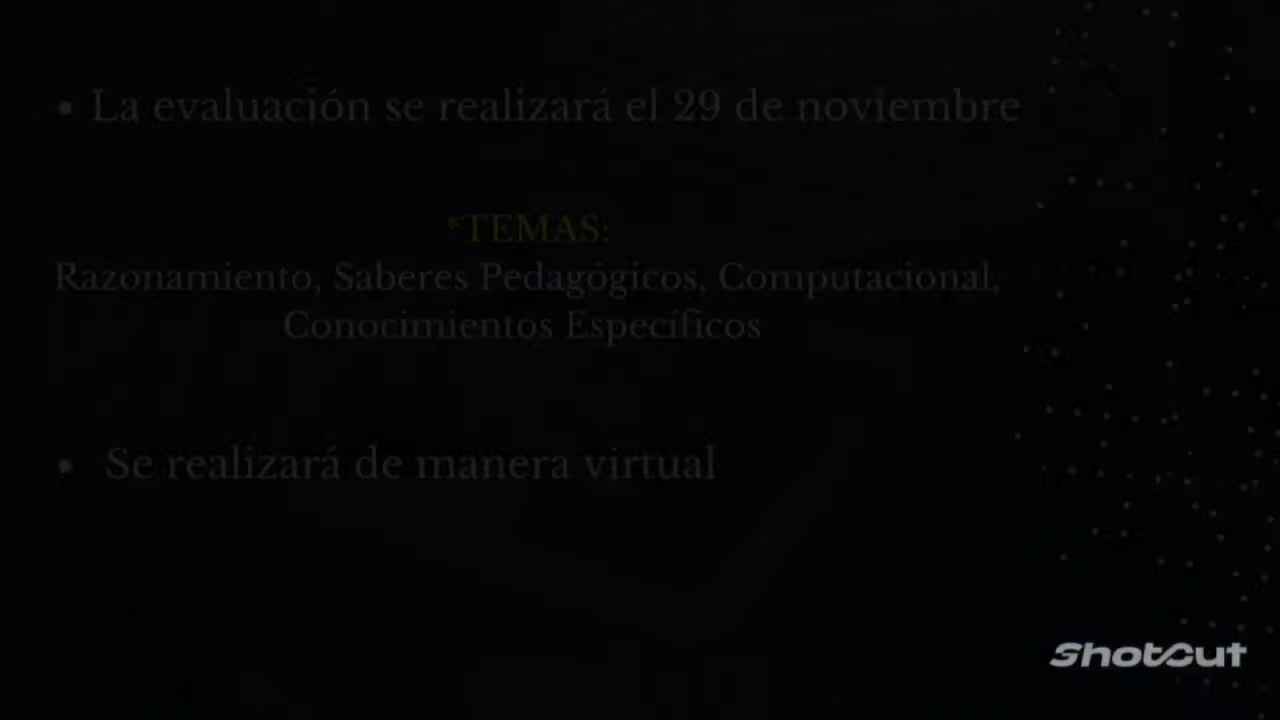 • La evaluación se realizará el 29 de noviembre
*TEMAS:
Razonamiento, Saberes Pedagógicos, Computacional,
Conocimientos Específicos
• Se realizará de manera virtual
ShotCut